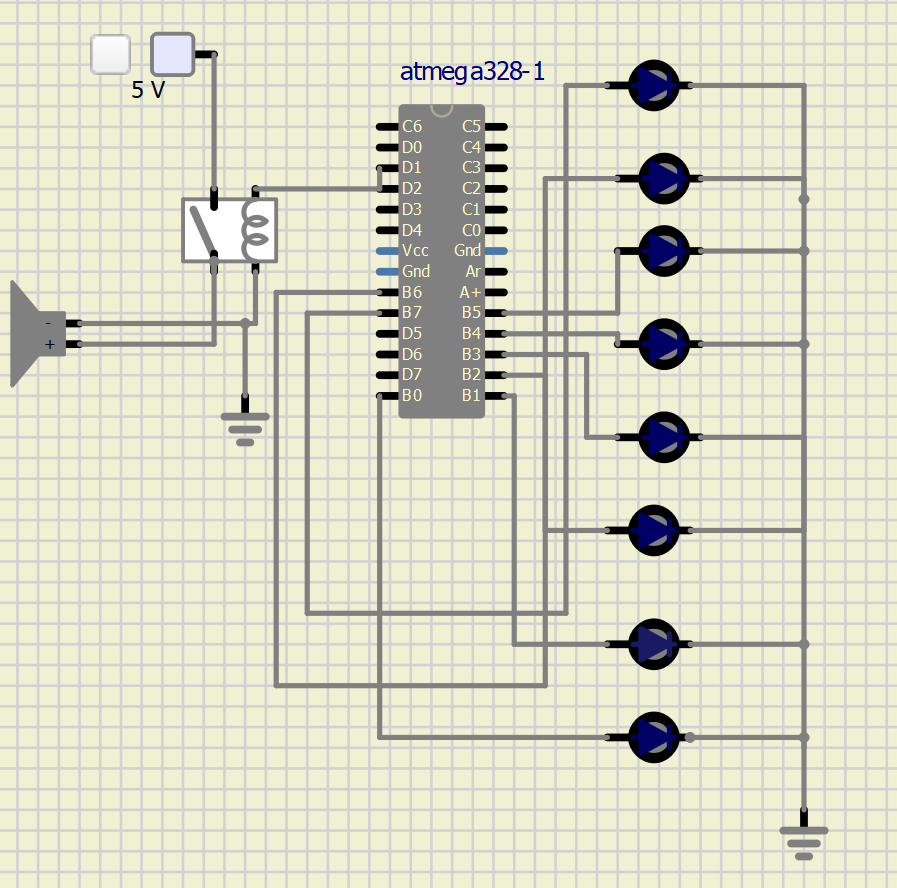 5 V
atmega328-1
C6 C5
D0 C4
D1 C3
D2 C2
D3 C1
D4 C0
Vcc Gnd
Gnd Ar
B6 A+
B7 B5
D5 B4
D6 B3
D7 B2
B0 B1
-
+